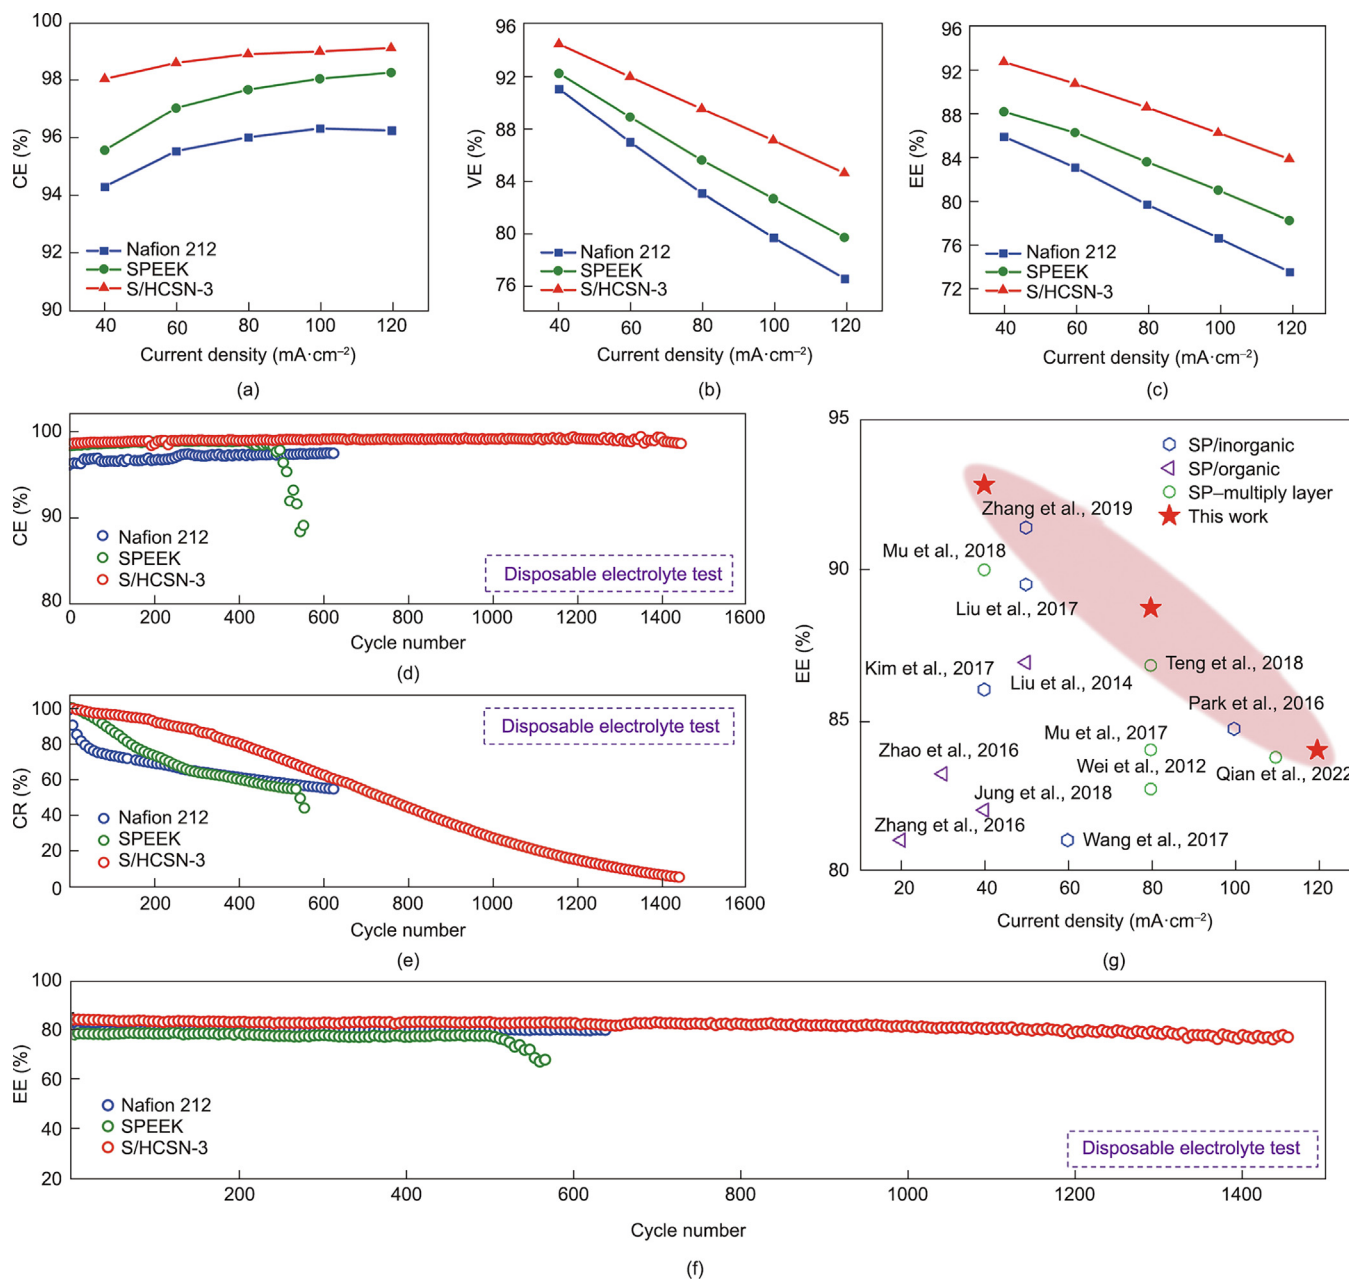 100
98
96
94
92
90
CE (%)
Nafion 212
SPEEK
S/HCSN-3
40 60 80 100 120
Current density (mA·cm–2)
(a)
96
92
88
84
80
76
VE (%)
Nafion 212
SPEEK
S/HCSN-3
40 60 80 100 120
Current density (mA·cm–2)
(b)
96
92
88
84
80
76
72
EE (%)
Nafion 212
SPEEK
S/HCSN-3
40 60 80 100 120
Current density (mA·cm–2)
(c)
100
90
80
CE (%)
Nafion 212
SPEEK
S/HCSN-3
Disposable electrolyte test
0 200 400 600 800 1000 1200 1400 1600
Cycle number
(d)
100
80
60
40
20
0
CR (%)
Disposable electrolyte test
Nafion 212
SPEEK
S/HCSN-3
200 400 600 800 1000 1200 1400 1600
Cycle number
(e)
95
90
85
80
EE (%)
SP/inorganic
SP/organic
SP–multiply layer
This work
Zhang et al., 2019
Mu et al., 2018
Liu et al., 2017
Kim et al., 2017
Teng et al., 2018
Liu et al., 2014
Park et al., 2016
Mu et al., 2017
Zhao et al., 2016
Wei et al., 2012
Qian et al., 2022
Jung et al., 2018
Zhang et al., 2016
Wang et al., 2017
20 40 60 80 100 120
Current density (mA·cm–2)
(g)
100
80
60
40
20
EE (%)
Nafion 212
SPEEK
S/HCSN-3
Disposable electrolyte test
200 400 600 800 1000 1200 1400
Cycle number
(f)